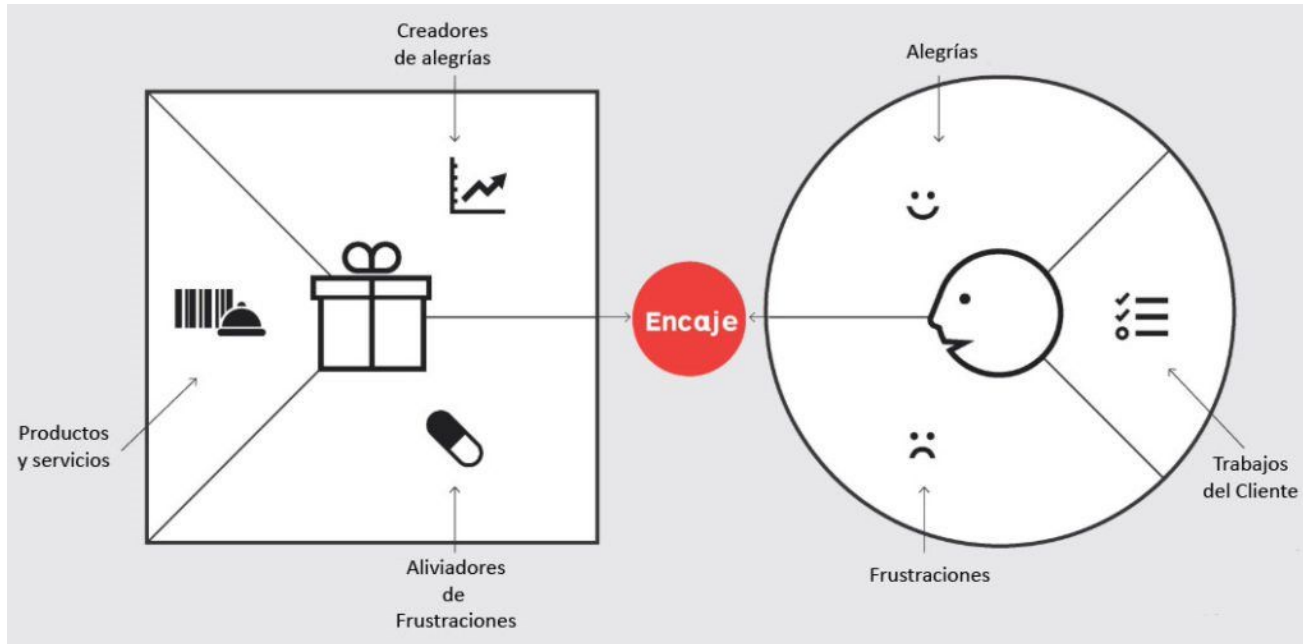 Creadores
de alegrías
Alegrías
Encaje
Productos
y servicios
Trabajos
del Cliente
Aliviadores
de
Frustraciones
Frustraciones